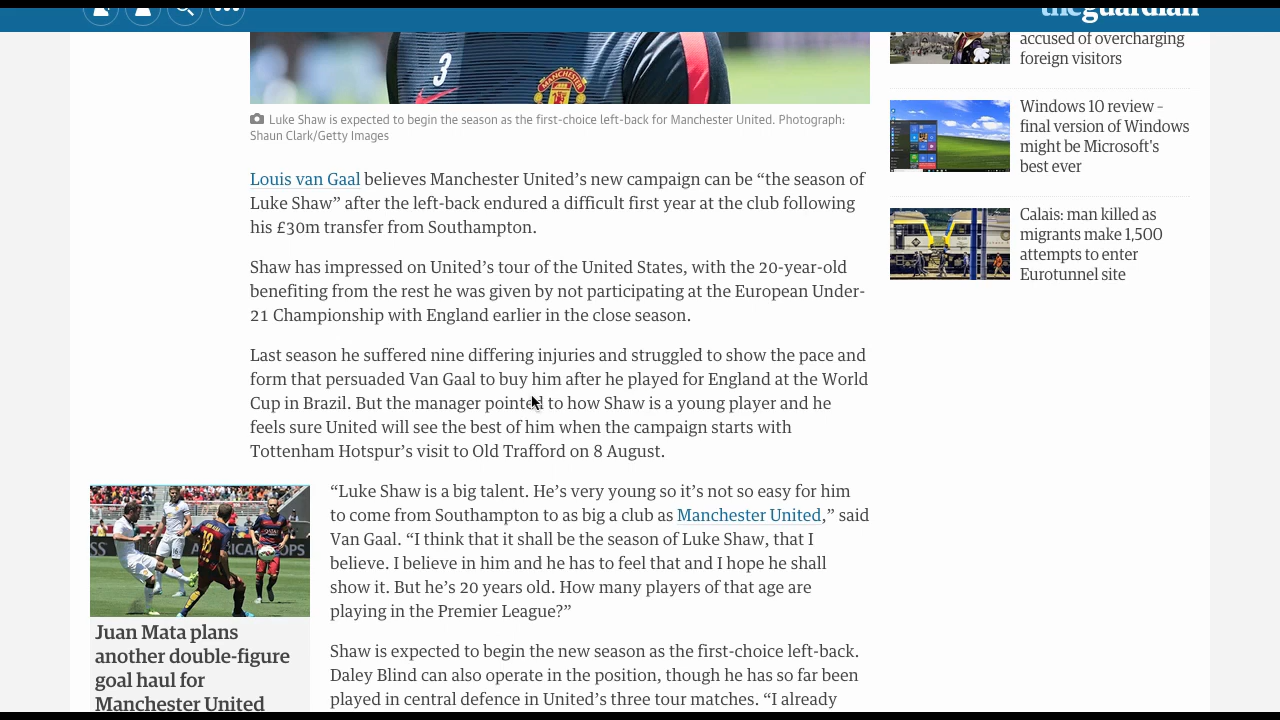 theguardian
3
MANCHESTER
Luke Shaw is expected to begin the season as the first-choice left-back for Manchester United. Photograph:
Shaun Clark/Getty Images
Louis van Gaal believes Manchester United’s new campaign can be “the season of
Luke Shaw” after the left-back endured a difficult first year at the club following
his £30m transfer from Southampton.
Shaw has impressed on United’s tour of the United States, with the 20-year-old
benefiting from the rest he was given by not participating at the European Under-
21 Championship with England earlier in the close season.
Last season he suffered nine differing injuries and struggled to show the pace and
form that persuaded Van Gaal to buy him after he played for England at the World
Cup in Brazil. But the manager pointed to how Shaw is a young player and he
feels sure United will see the best of him when the campaign starts with
Tottenham Hotspur’s visit to Old Trafford on 8 August.
“Luke Shaw is a big talent. He’s very young so it’s not so easy for him
to come from Southampton to as big a club as Manchester United,” said
Van Gaal. “I think that it shall be the season of Luke Shaw, that I
believe. I believe in him and he has to feel that and I hope he shall
show it. But he’s 20 years old. How many players of that age are
playing in the Premier League?”
Shaw is expected to begin the new season as the first-choice left-back.
Daley Blind can also operate in the position, though he has so far been
played in central defence in United’s three tour matches. “I already
Juan Mata plans
another double-figure
goal haul for
Manchester United
accused of overcharging
foreign visitors
Windows 10 review –
final version of Windows
might be Microsoft's
best ever
Calais: man killed as
migrants make 1,500
attempts to enter
Eurotunnel site